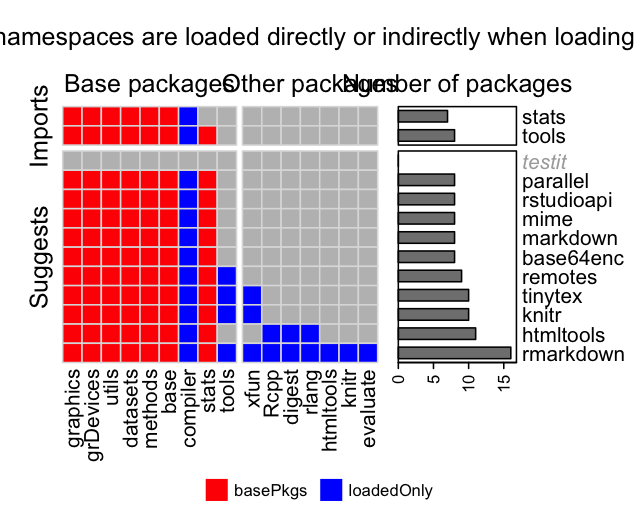 namespaces are loaded directly or indirectly when loading
Base packages
Other packages
Number of packages
Imports
Suggests
stats
tools
testit
parallel
rstudioapi
mime
markdown
base64enc
remotes
tinytex
knitr
htmltools
rmarkdown
0 5 10 15
graphics
grDevices
utils
datasets
methods
base
compiler
stats
tools
xfun
Rcpp
digest
rlang
htmltools
knitr
evaluate
basePkgs
loadedOnly